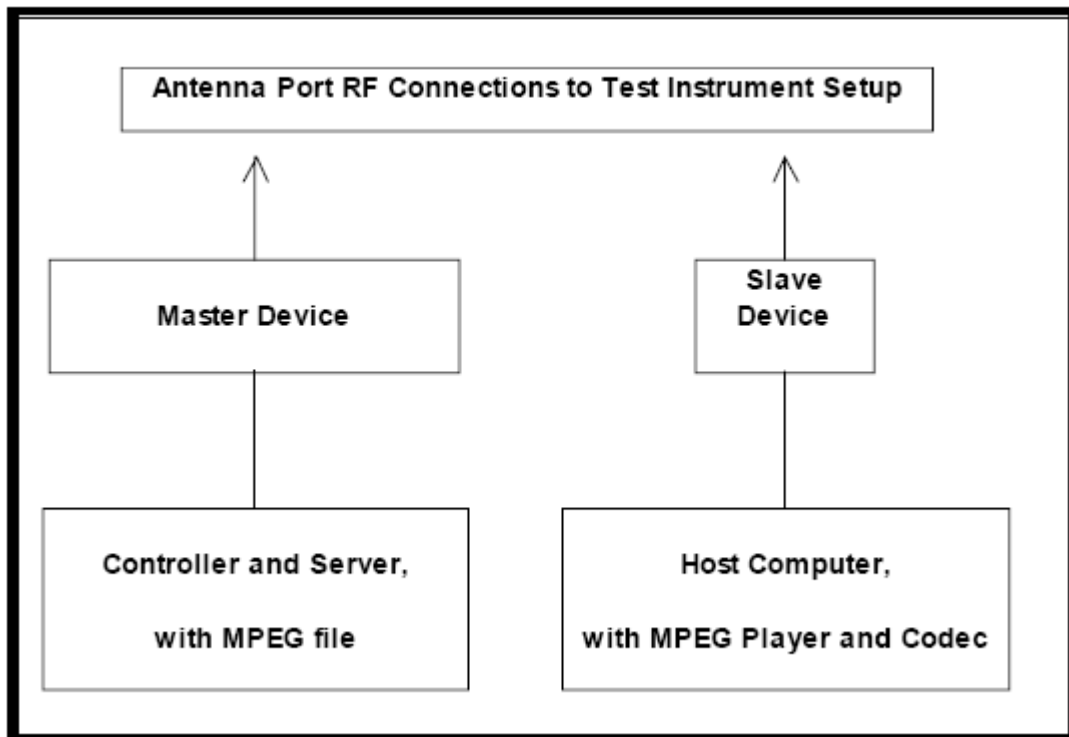 Antenna Port RF Connections to Test Instrument Setup
Master Device
Slave
Device
Controller and Server,
with MPEG file
Host Computer,
with MPEG Player and Codec